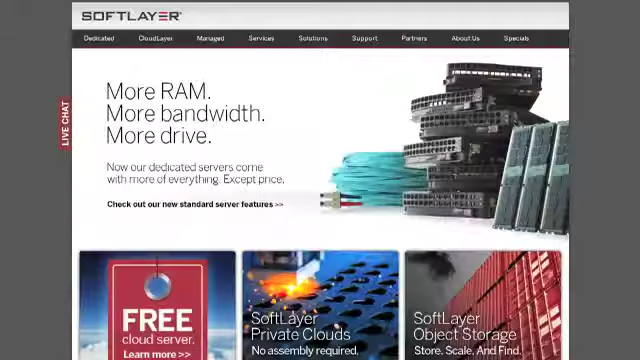 SOFTLAYER
Dedicated CloudLayer Managed Services Solutions Support Partners About Us Specials
LIVE CHAT
More RAM.
More bandwidth.
More drive.
Now our dedicated servers come
with more of everything. Except price.
Check out our new standard server features >>
FREE
cloud server.
Learn more >>
SoftLayer
Private Clouds
No assembly required.
SoftLayer
Object Storage
Store. Scale. And Find.